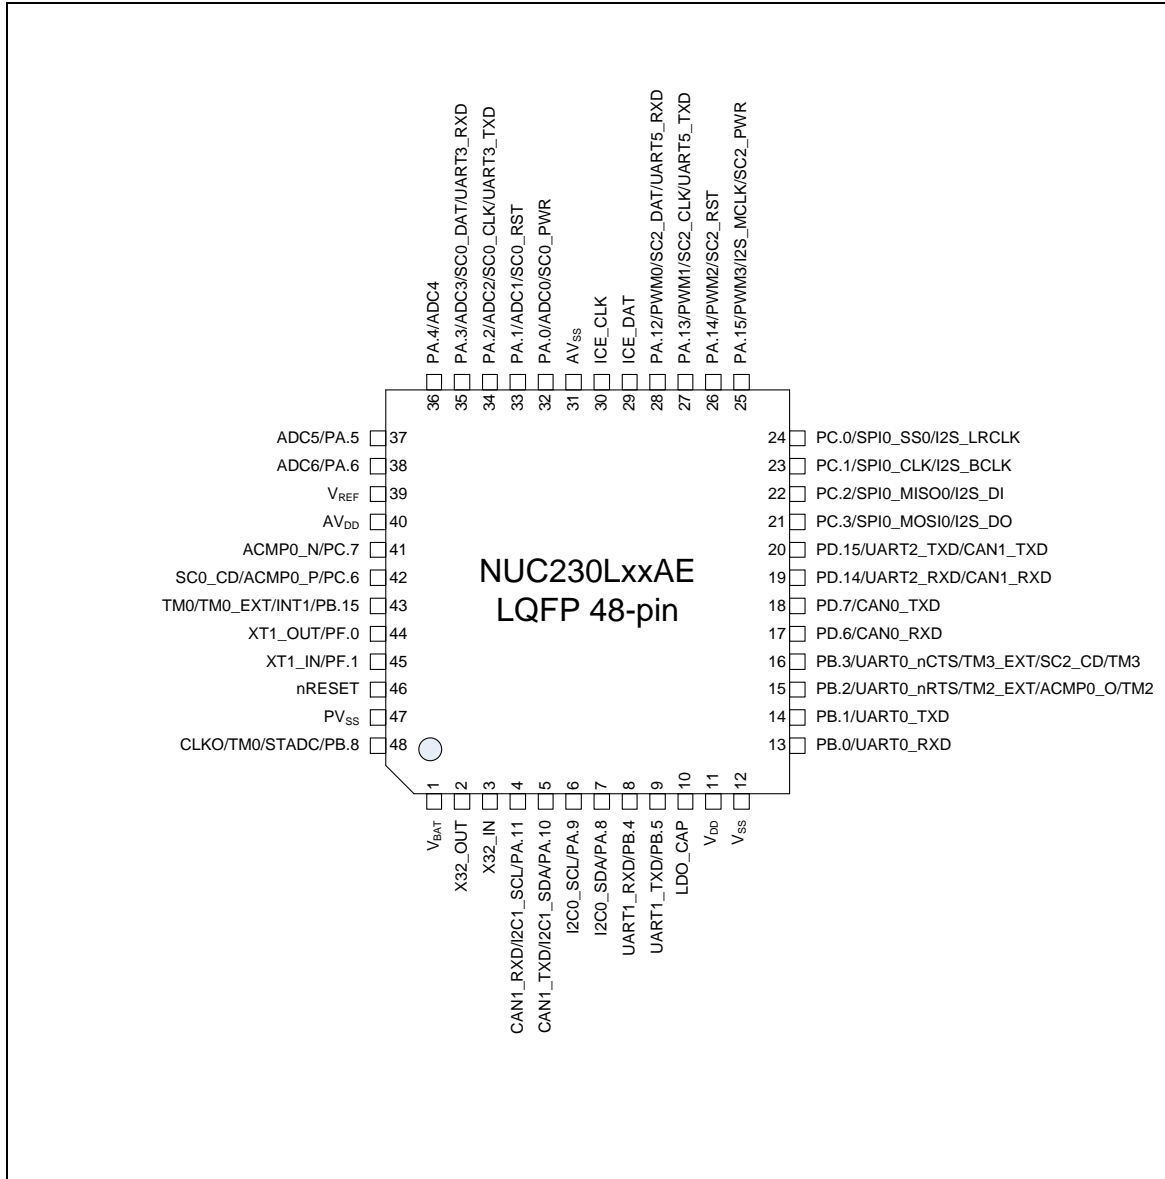 PA.4/ADC4
PA.3/ADC3/SC0_DAT/UART3_RXD
PA.2/ADC2/SC0_CLK/UART3_TXD
PA.1/ADC1/SC0_RST
PA.0/ADC0/SC0_PWR
AVSS
ICE_CLK
ICE_DAT
PA.12/PWM0/SC2_DAT/UART5_RXD
PA.13/PWM1/SC2_CLK/UART5_TXD
PA.14/PWM2/SC2_RST
PA.15/PWM3/I2S_MCLK/SC2_PWR
36
35
34
33
32
31
30
29
28
27
26
25
ADC5/PA.5 37
ADC6/PA.6 38
VREF 39
AVDD 40
ACMP0_N/PC.7 41
SC0_CD/ACMP0_P/PC.6 42
TM0/TM0_EXT/INT1/PB.15 43
XT1_OUT/PF.0 44
XT1_IN/PF.1 45
nRESET 46
PVSS 47
CLKO/TM0/STADC/PB.8 48
NUC230LxxAE
LQFP 48-pin
24 PC.0/SPI0_SS0/I2S_LRCLK
23 PC.1/SPI0_CLK/I2S_BCLK
22 PC.2/SPI0_MISO0/I2S_DI
21 PC.3/SPI0_MOSI0/I2S_DO
20 PD.15/UART2_TXD/CAN1_TXD
19 PD.14/UART2_RXD/CAN1_RXD
18 PD.7/CAN0_TXD
17 PD.6/CAN0_RXD
16 PB.3/UART0_nCTS/TM3_EXT/SC2_CD/TM3
15 PB.2/UART0_nRTS/TM2_EXT/ACMP0_O/TM2
14 PB.1/UART0_TXD
13 PB.0/UART0_RXD
1
2
3
4
5
6
7
8
9
10
11
12
VBAT
X32_OUT
X32_IN
CAN1_RXD/I2C1_SCL/PA.11
CAN1_TXD/I2C1_SDA/PA.10
I2C0_SCL/PA.9
I2C0_SDA/PA.8
UART1_RXD/PB.4
UART1_TXD/PB.5
LDO_CAP
VDD
VSS